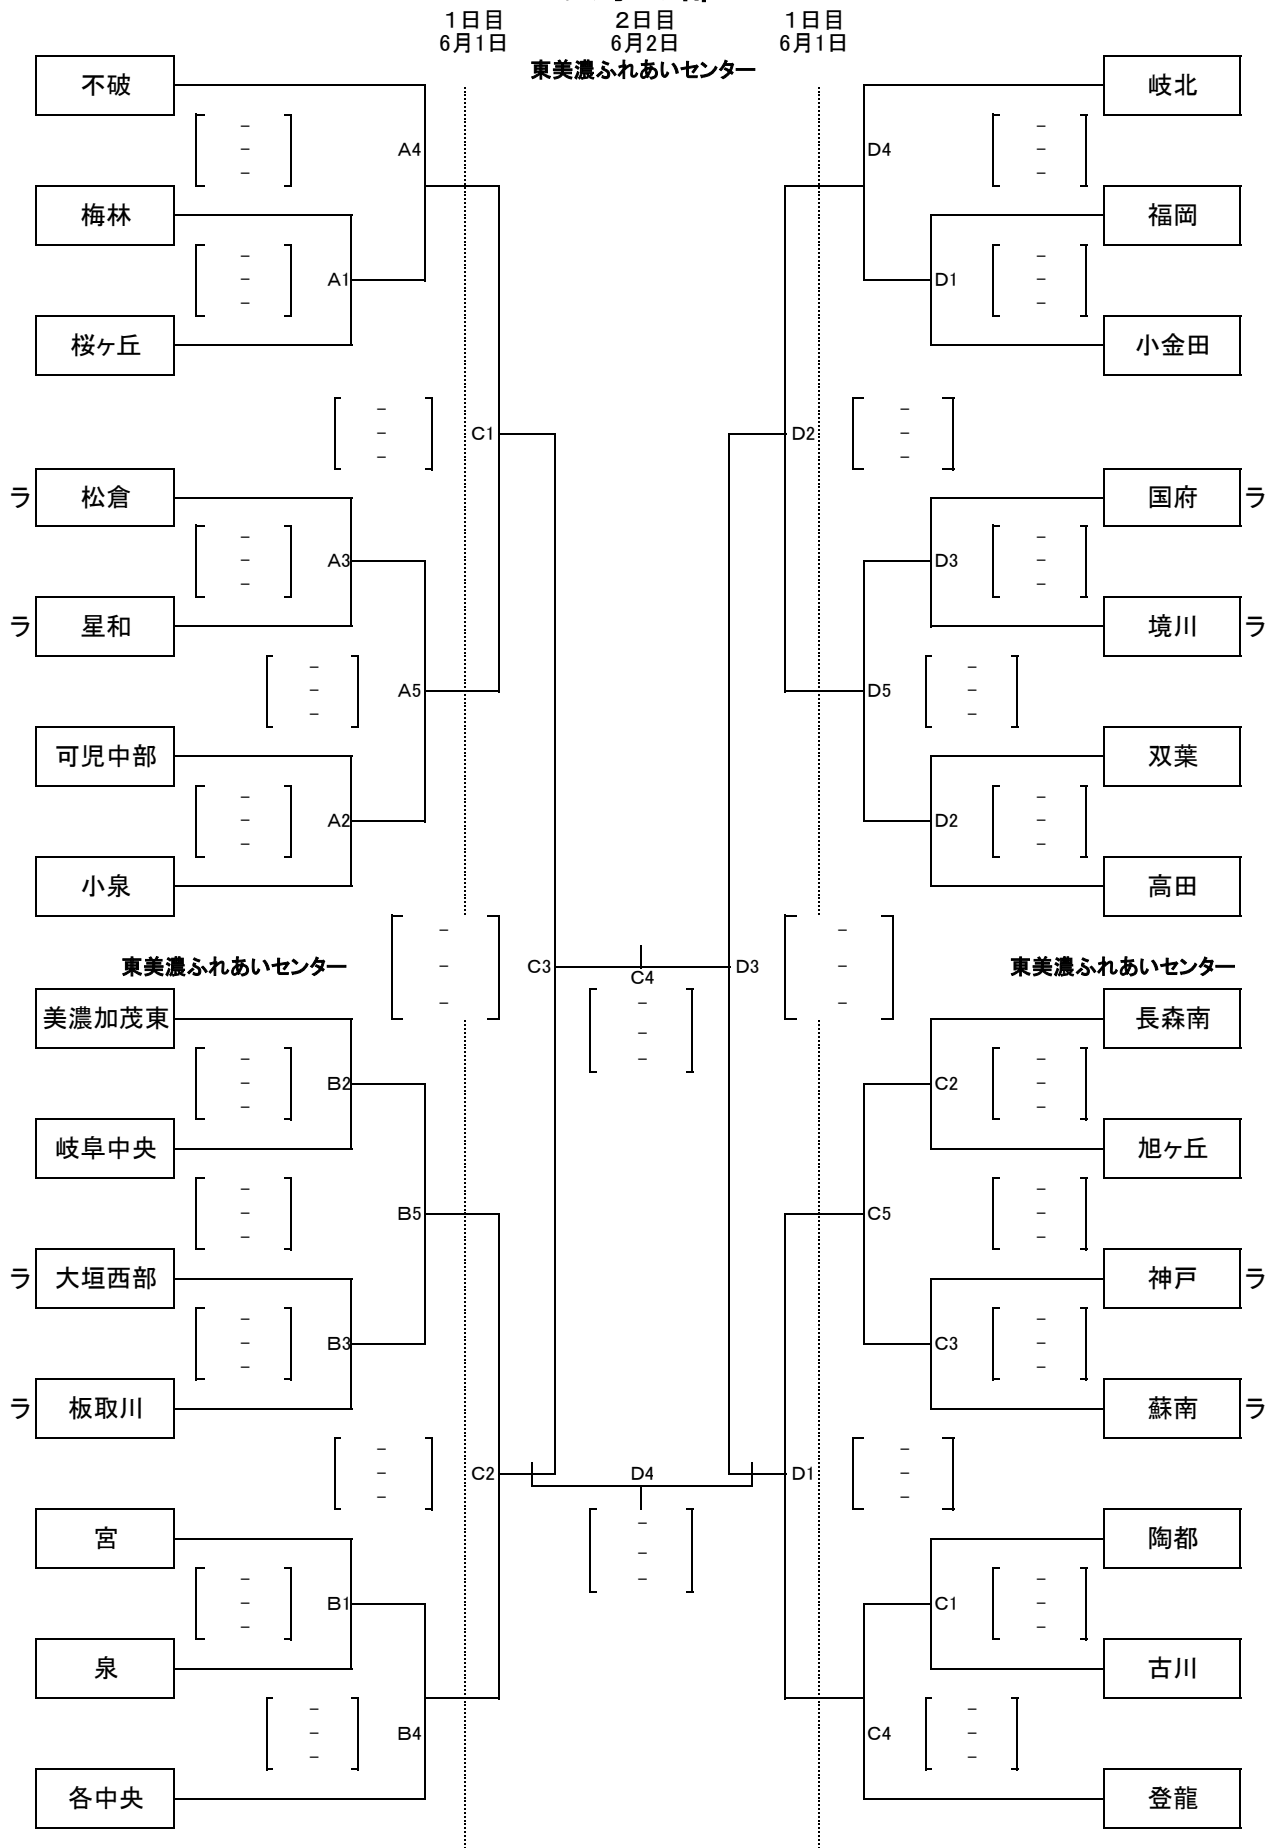 1日目 2日目 1日目
6月1日 6月2日 6月1日
東美濃ふれあいセンター
不破 岐北
- -
- A4 D4 -
- -
梅林 福岡
- -
- A1 D1 -
- -
桜ヶ丘 小金田
- -
- C1 D2 -
- -
ラ 松倉 国府 ラ
- -
- A3 D3 -
- -
ラ 星和 境川 ラ
- -
- A5 D5 -
- -
可児中部 双葉
- -
- A2 D2 -
- -
小泉 高田
- -
東美濃ふれあいセンター - C3 D3 - 東美濃ふれあいセンター
C4
- - -
美濃加茂東 長森南
-
-
- -
- B2 C2 -
- -
岐阜中央 旭ヶ丘
- -
- B5 C5 -
- -
ラ 大垣西部 神戸 ラ
- -
- B3 C3 -
- -
ラ 板取川 蘇南 ラ
- -
- C2 D4 D1 -
- -
宮 - 陶都
-
-
- -
- B1 C1 -
- -
泉 古川
- -
- B4 C4 -
- -
各中央 登龍